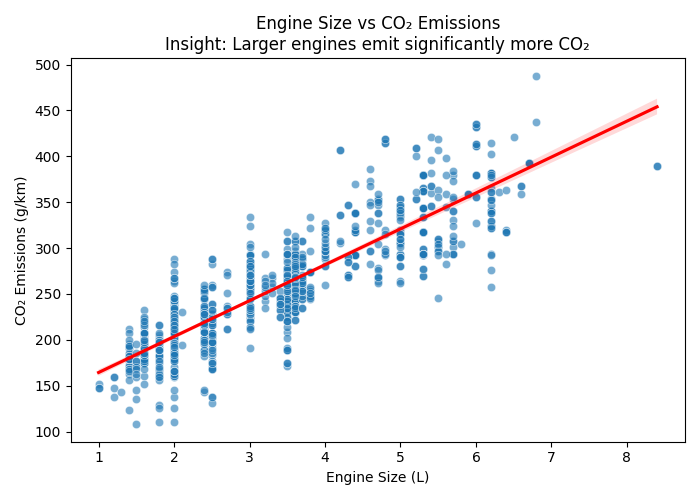 Engine Size vs CO₂ Emissions
Insight: Larger engines emit significantly more CO₂
500
450
400
350
300
250
200
150
100
CO₂ Emissions (g/km)
1 2 3 4 5 6 7 8
Engine Size (L)